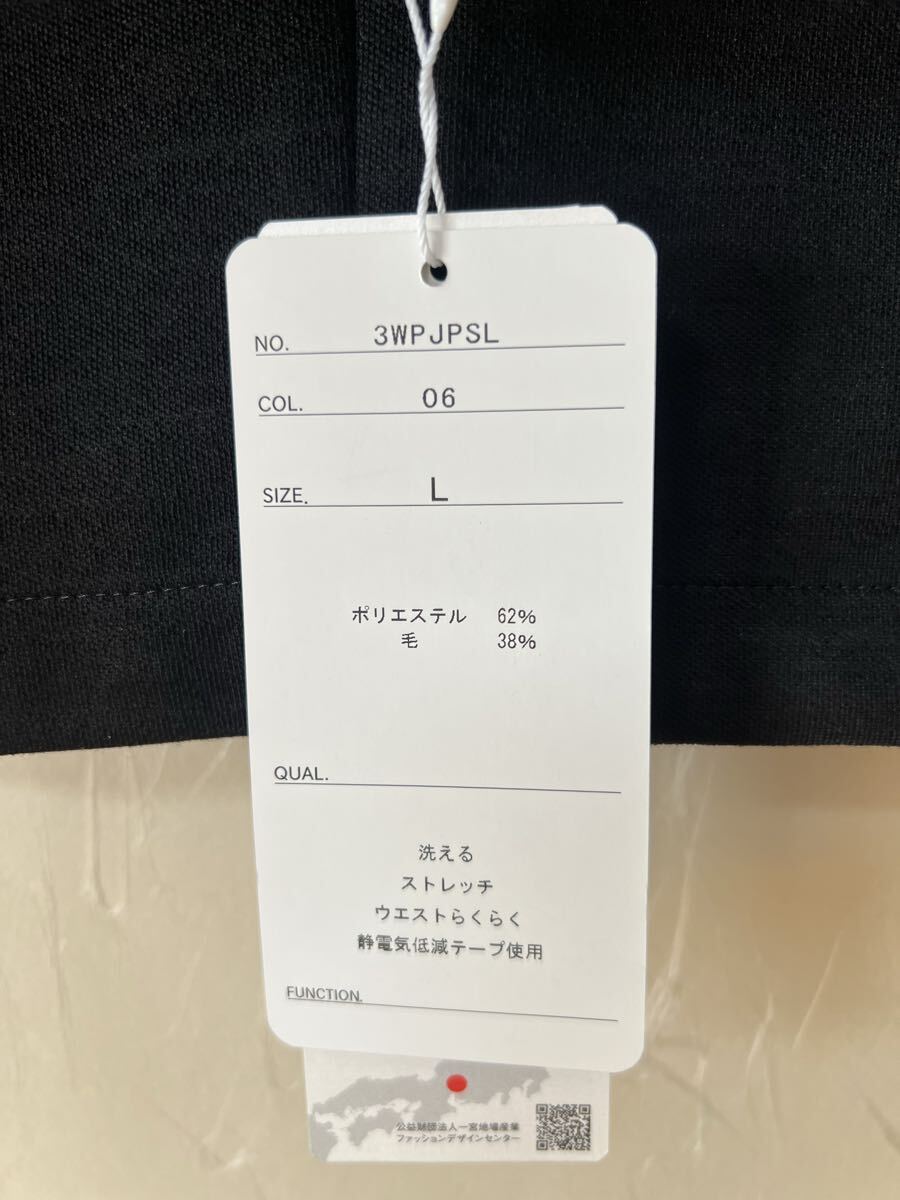 NO. 3WPJPSL
COL. 06
SIZE. L
ポリエステル 62%
毛 38%
QUAL.
洗える
ストレッチ
ウエストらくらく
静電気低減テープ使用
FUNCTION.
公益財団法人一宮地場産業
ファッションデザインセンター